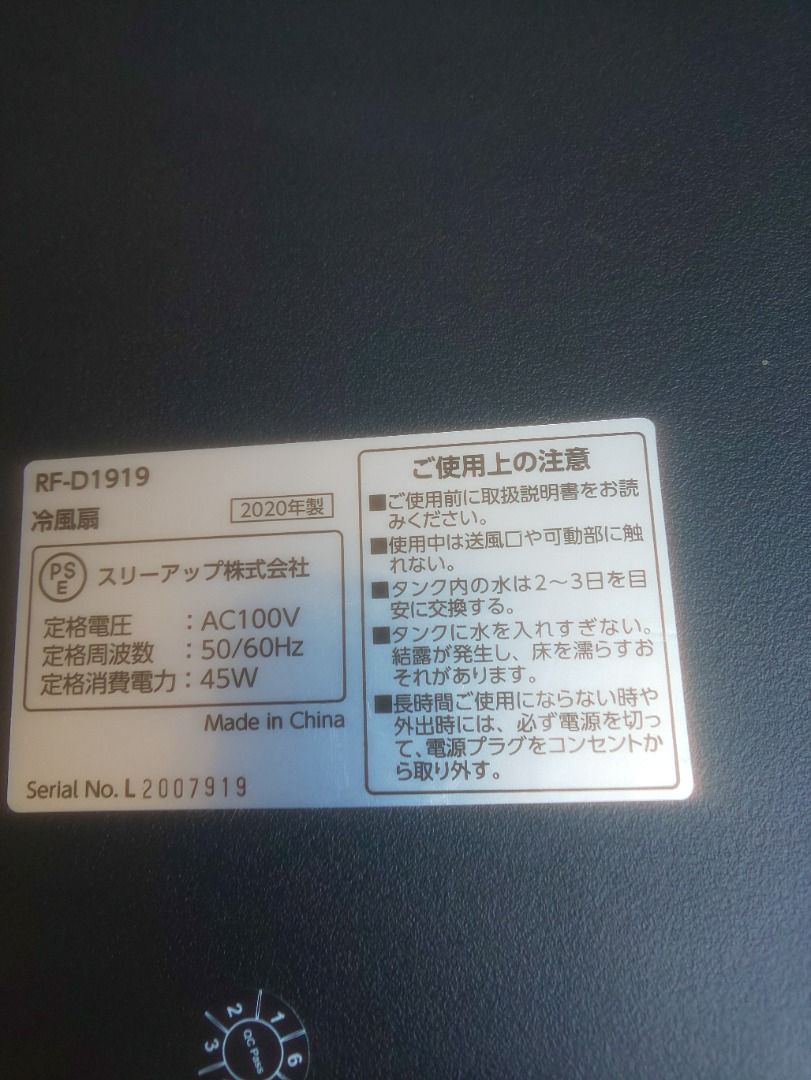 RF-D1919
冷風扇
2020年製
PS
E
スリーアップ株式会社
定格電圧 : AC100V
定格周波数 : 50/60Hz
定格消費電力 : 45W
Made in China
Serial No. L 2007919
ご使用上の注意
■ご使用前に取扱説明書をお読
みください。
■使用中は送風口や可動部に触
れない。
■タンク内の水は2～3日を目
安に交換する。
■タンクに水を入れすぎない。
結露が発生し、床を濡らすお
それがあります。
■長時間ご使用にならない時や
外出時には、必ず電源を切っ
て、電源プラグをコンセントか
ら取り外す。
3
2
1
6
QC Pass